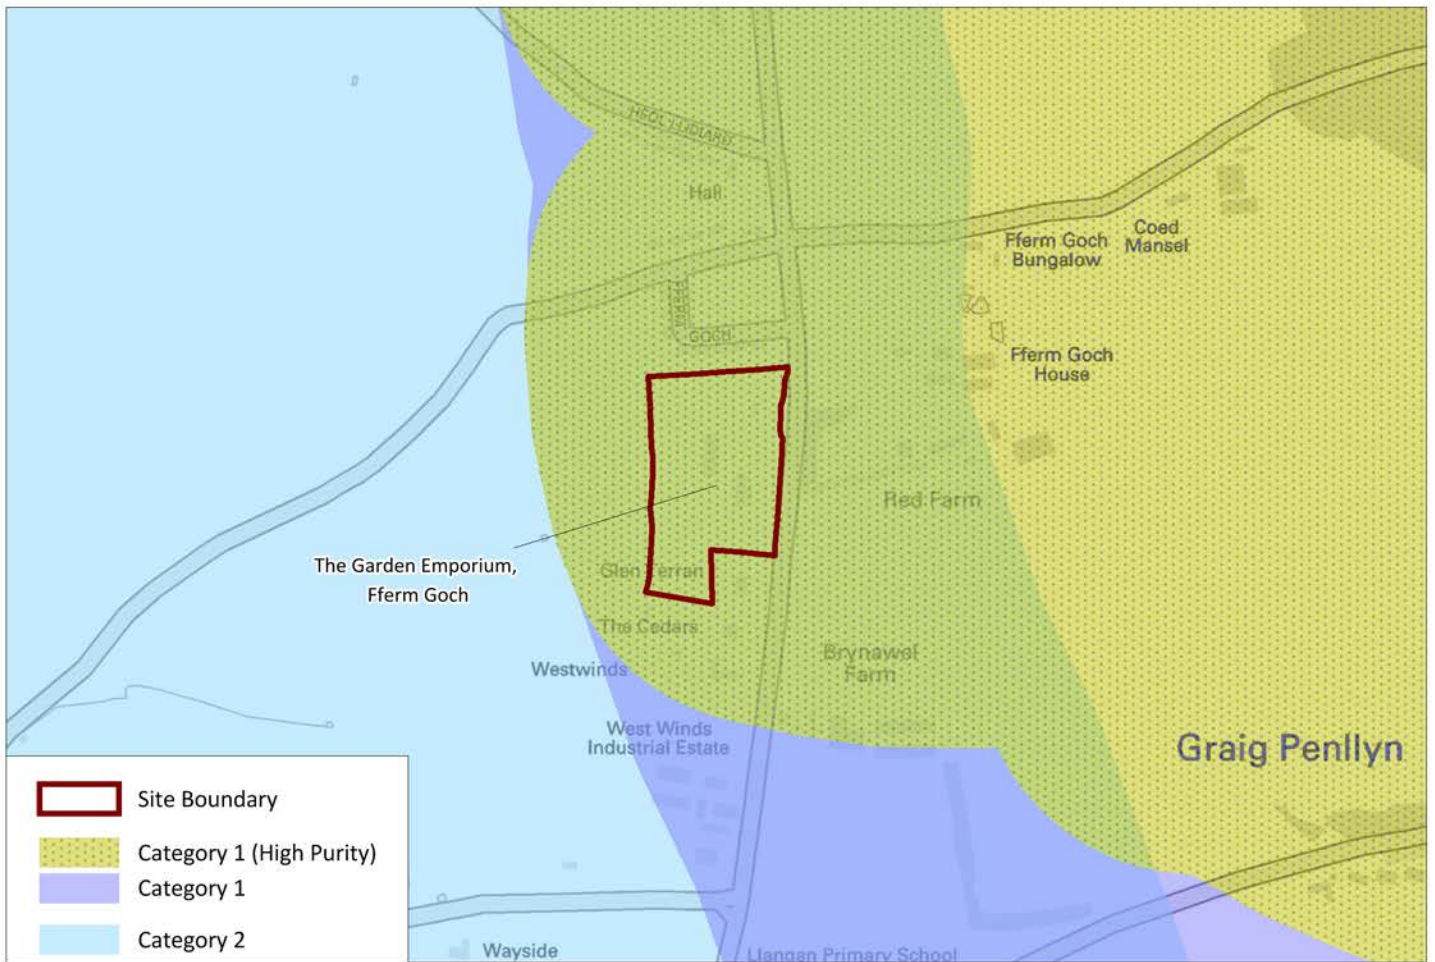 HEOL LLIDIARD
Hall
Fferm Goch
Bungalow
Coed
Mansel
FFERM
GOCH
Fferm Goch
House
Red Farm
The Garden Emporium,
Fferm Goch
Glen Ferran
The Cedars
Westwinds
Brynawel
Farm
West Winds
Industrial Estate
Graig Penllyn
Site Boundary
Category 1 (High Purity)
Category 1
Category 2
Wayside
Llangan Primary School